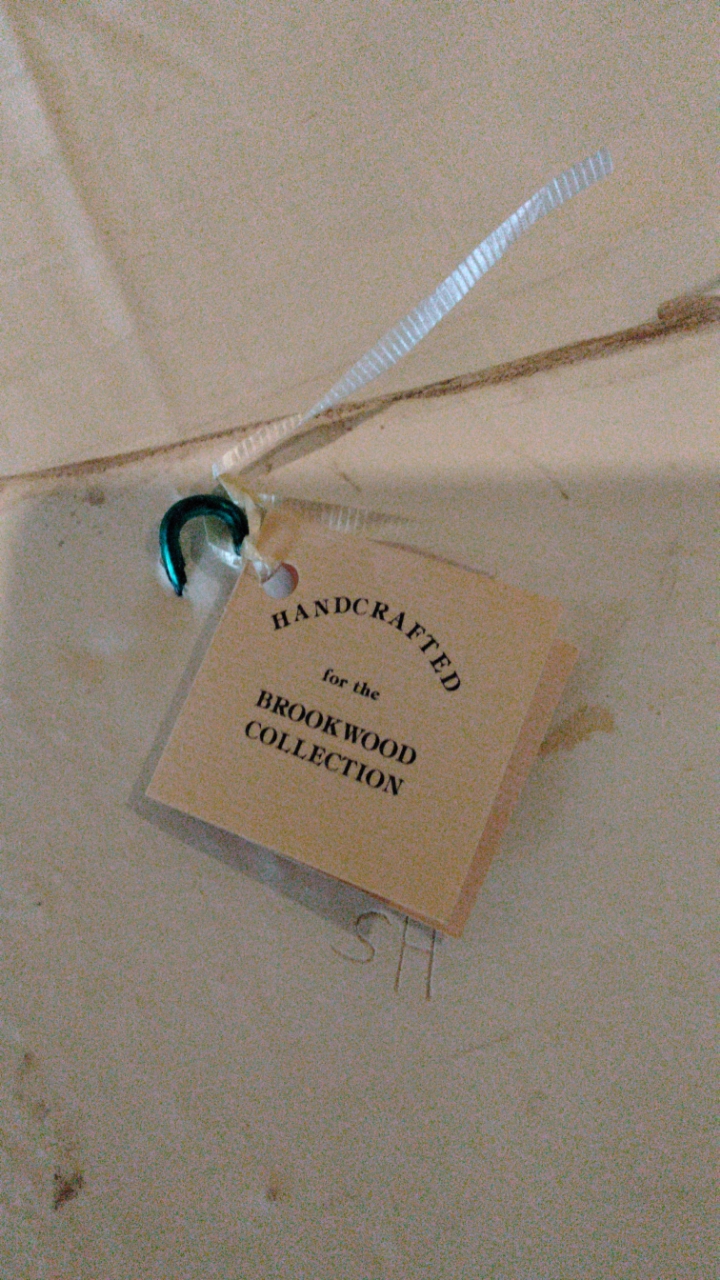 HANDCRAFTED
for the
BROOKWOOD
COLLECTION
SH